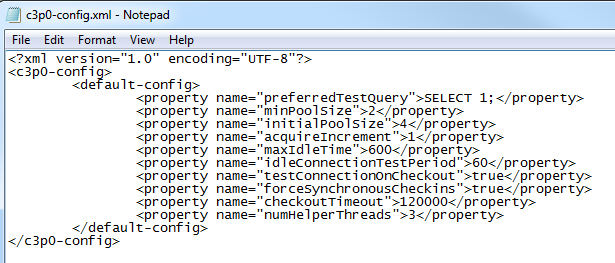 c3p0-config.xml - Notepad
File Edit Format View Help
<?xml version="1.0" encoding="UTF-8"?>
<c3p0-config>
<default-config>
<property name="preferredTestQuery">SELECT 1;</property>
<property name="minPoolSize">2</property>
<property name="initialPoolSize">4</property>
<property name="acquireIncrement">1</property>
<property name="maxIdleTime">600</property>
<property name="idleConnectionTestPeriod">60</property>
<property name="testConnectionOnCheckout">true</property>
<property name="forceSynchronousCheckins">true</property>
<property name="checkoutTimeout">120000</property>
<property name="numHelperThreads">3</property>
</default-config>
</c3p0-config>